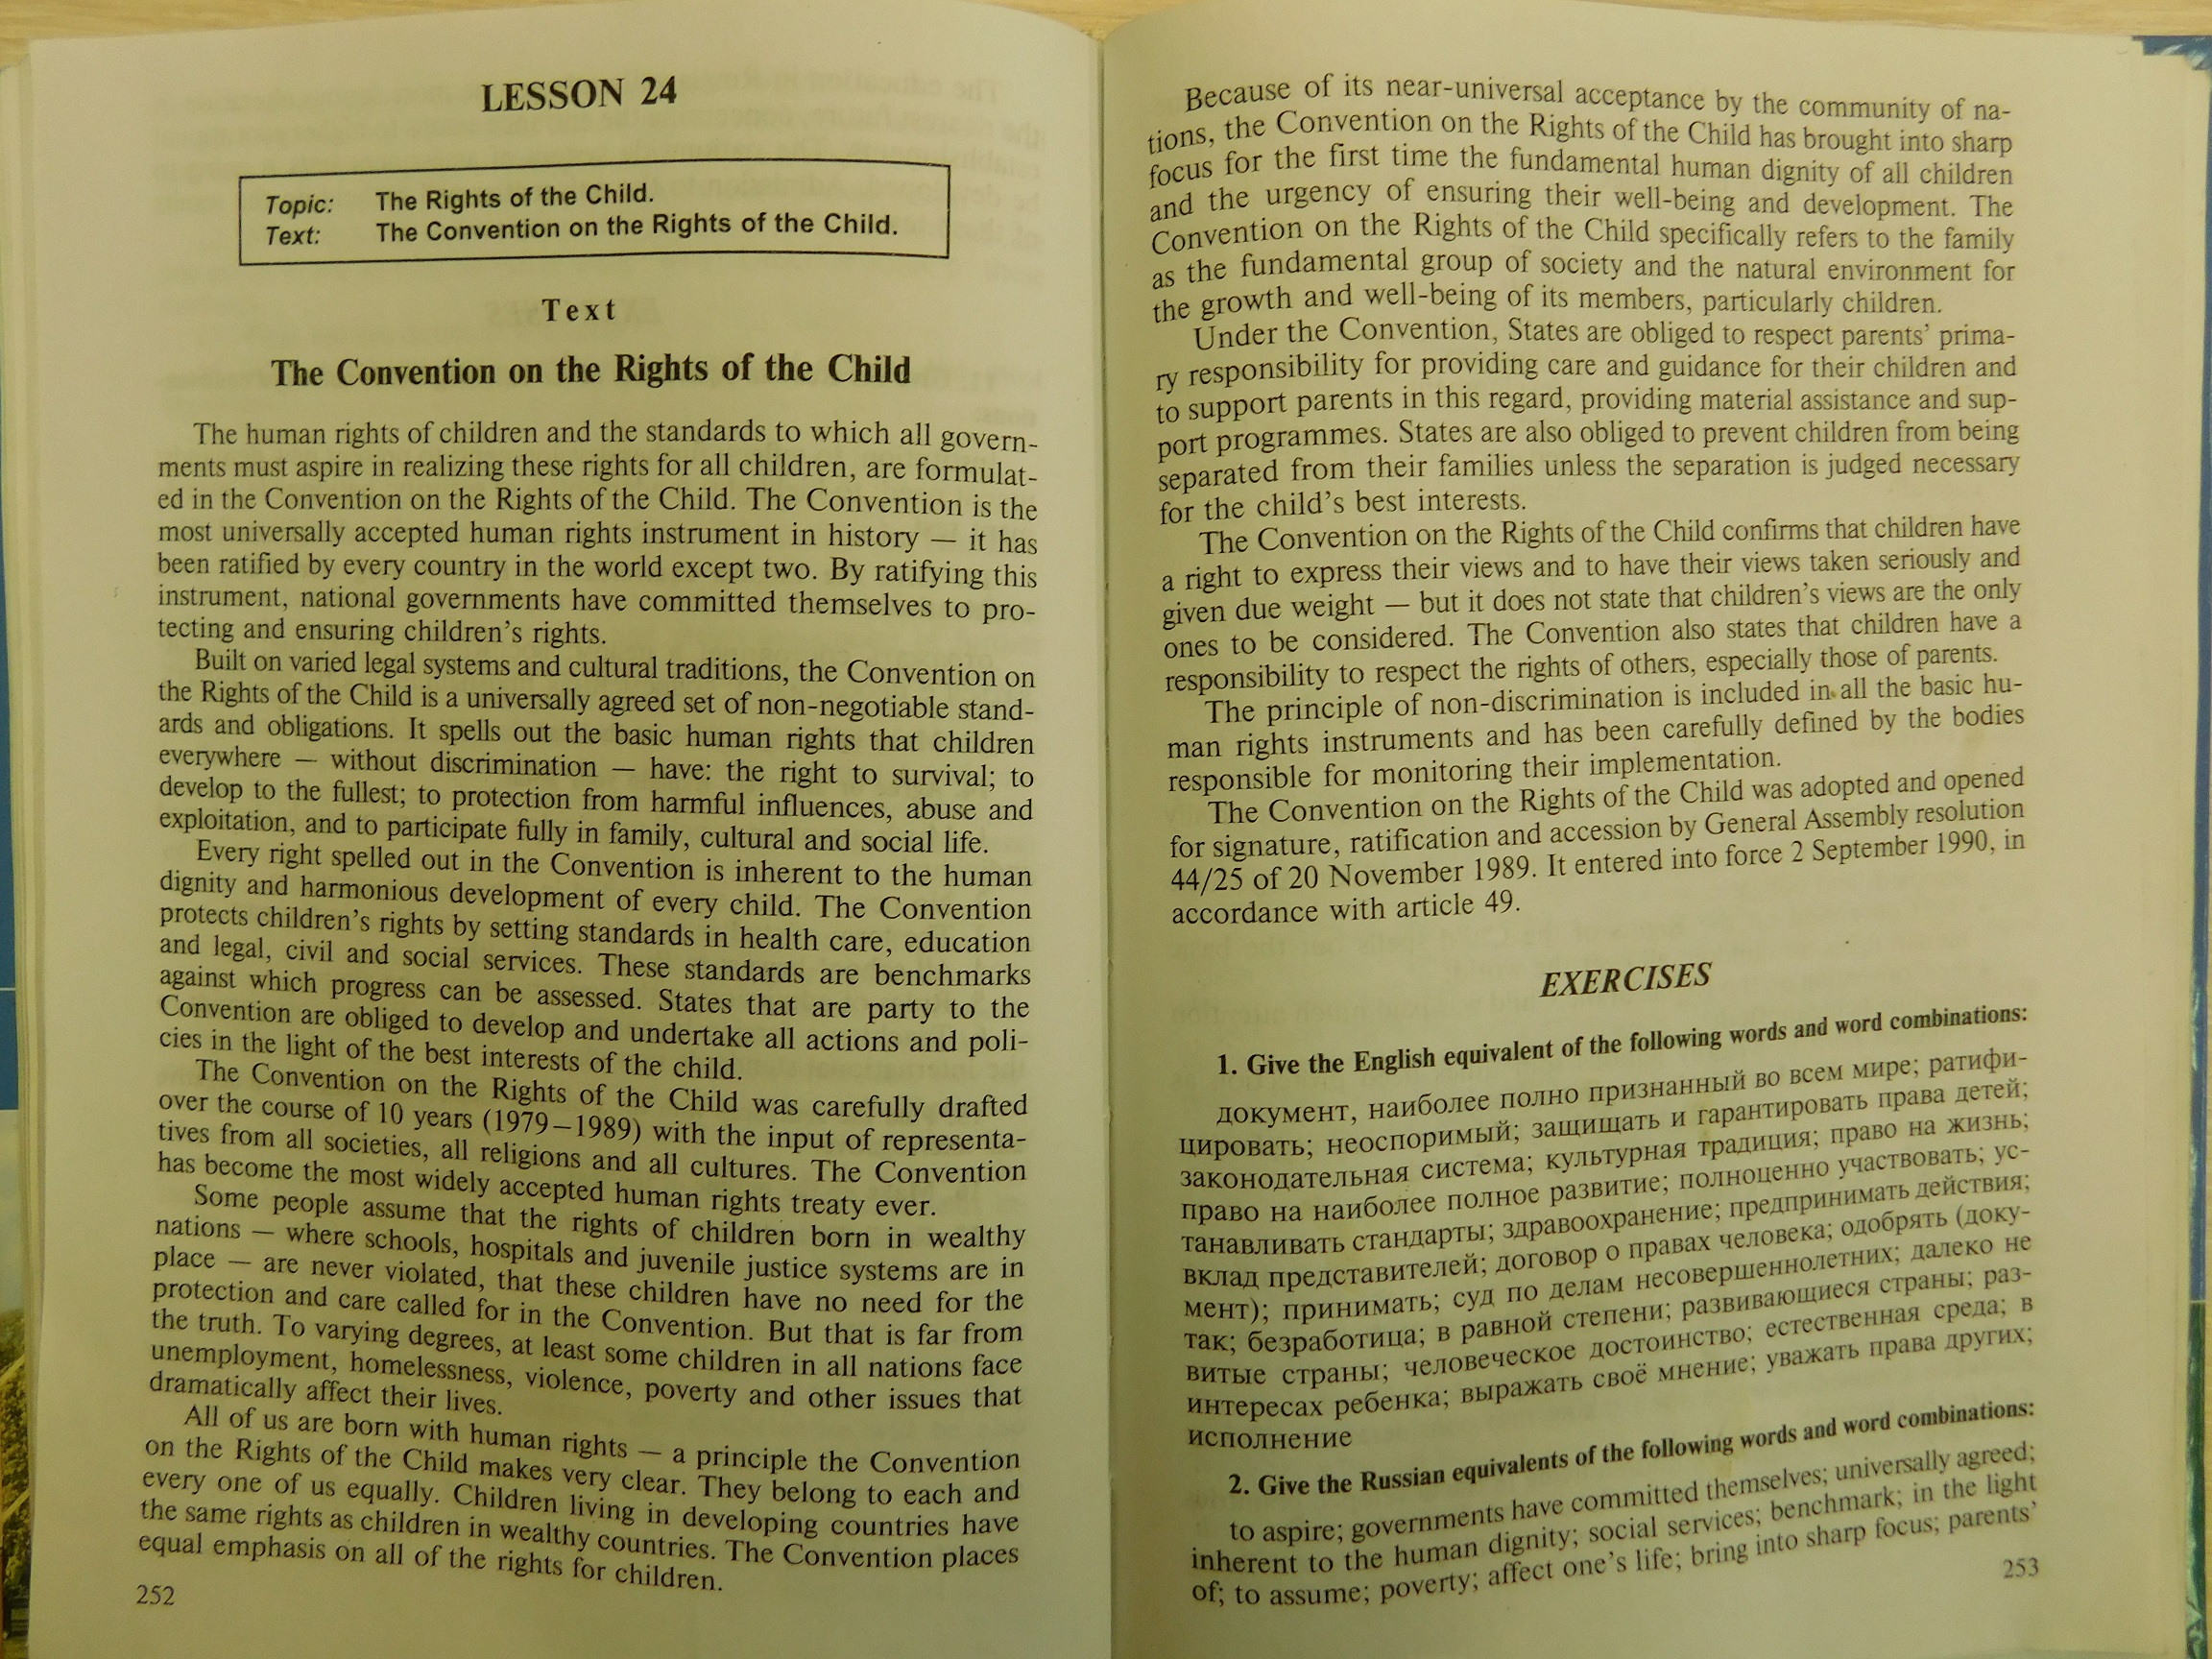 LESSON 24
Topic: The Rights of the Child.
Text: The Convention on the Rights of the Child.
Text
The Convention on the Rights of the Child
The human rights of children and the standards to which all govern-
ments must aspire in realizing these rights for all children, are formulat-
ed in the Convention on the Rights of the Child. The Convention is the
most universally accepted human rights instrument in history — it has
been ratified by every country in the world except two. By ratifying this
instrument, national governments have committed themselves to pro-
tecting and ensuring children's rights.
Built on varied legal systems and cultural traditions, the Convention on
the Rights of the Child is a universally agreed set of non-negotiable stand-
ards and obligations. It spells out the basic human rights that children
everywhere — without discrimination — have: the right to survival; to
develop to the fullest; to protection from harmful influences, abuse and
exploitation, and to participate fully in family, cultural and social life.
Every right spelled out in the Convention is inherent to the human
dignity and harmonious development of every child. The Convention
protects children's rights by setting standards in health care, education
and legal, civil and social services. These standards are benchmarks
against which progress can be assessed. States that are party to the
Convention are obliged to develop and undertake all actions and poli-
cies in the light of the best interests of the child.
The Convention on the Rights of the Child was carefully drafted
over the course of 10 years (1979–1989) with the input of representa-
tives from all societies, all religions and all cultures. The Convention
has become the most widely accepted human rights treaty ever.
Some people assume that the rights of children born in wealthy
nations — where schools, hospitals and juvenile justice systems are in
place — are never violated, that these children have no need for the
protection and care called for in the Convention. But that is far from
the truth. To varying degrees, at least some children in all nations face
unemployment, homelessness, violence, poverty and other issues that
dramatically affect their lives.
All of us are born with human rights — a principle the Convention
on the Rights of the Child makes very clear. They belong to each and
every one of us equally. Children living in developing countries have
the same rights as children in wealthy countries. The Convention places
equal emphasis on all of the rights for children.
252
Because of its near-universal acceptance by the community of na-
tions, the Convention on the Rights of the Child has brought into sharp
focus for the first time the fundamental human dignity of all children
and the urgency of ensuring their well-being and development. The
Convention on the Rights of the Child specifically refers to the family
as the fundamental group of society and the natural environment for
the growth and well-being of its members, particularly children.
Under the Convention, States are obliged to respect parents' prima-
ry responsibility for providing care and guidance for their children and
to support parents in this regard, providing material assistance and sup-
port programmes. States are also obliged to prevent children from being
separated from their families unless the separation is judged necessary
for the child's best interests.
The Convention on the Rights of the Child confirms that children have
a right to express their views and to have their views taken seriously and
given due weight — but it does not state that children's views are the only
ones to be considered. The Convention also states that children have a
responsibility to respect the rights of others, especially those of parents.
The principle of non-discrimination is included in all the basic hu-
man rights instruments and has been carefully defined by the bodies
responsible for monitoring their implementation.
The Convention on the Rights of the Child was adopted and opened
for signature, ratification and accession by General Assembly resolution
44/25 of 20 November 1989. It entered into force 2 September 1990, in
accordance with article 49.
EXERCISES
1. Give the English equivalent of the following words and word combinations:
документ, наиболее полно признанный во всем мире; ратифи-
цировать; неоспоримый; защищать и гарантировать права детей;
законодательная система; культурная традиция; право на жизнь;
право на наиболее полное развитие; полноценно участвовать; ус-
танавливать стандарты; здравоохранение; предпринимать действия;
вклад представителей; договор о правах человека; одобрять (доку-
мент); принимать; суд по делам несовершеннолетних; далеко не
так; безработица; в равной степени; развивающиеся страны; раз-
витые страны; человеческое достоинство; естественная среда; в
интересах ребенка; выражать своё мнение; уважать права других;
исполнение
2. Give the Russian equivalents of the following words and word combinations:
to aspire; governments have committed themselves; universally agreed;
inherent to the human dignity; social services; benchmark; in the light
of; to assume; poverty; affect one's life; bring into sharp focus; parents'
253